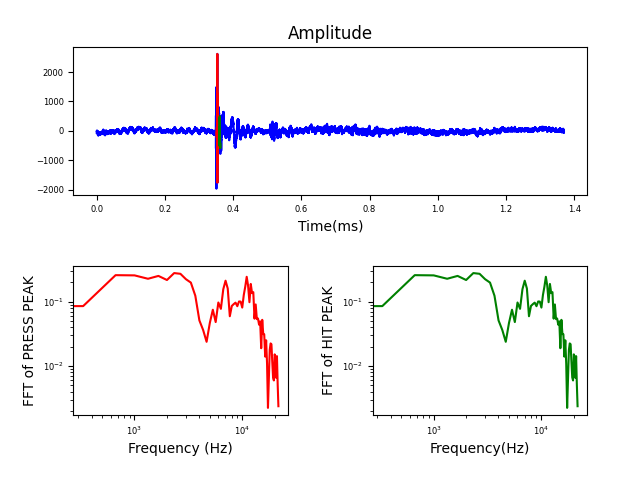 Amplitude
2000
1000
0
−1000
−2000
0.0 0.2 0.4 0.6 0.8 1.0 1.2 1.4
Time(ms)
FFT of PRESS PEAK
10⁻¹
10⁻²
10³ 10⁴
Frequency (Hz)
FFT of HIT PEAK
10⁻¹
10⁻²
10³ 10⁴
Frequency(Hz)